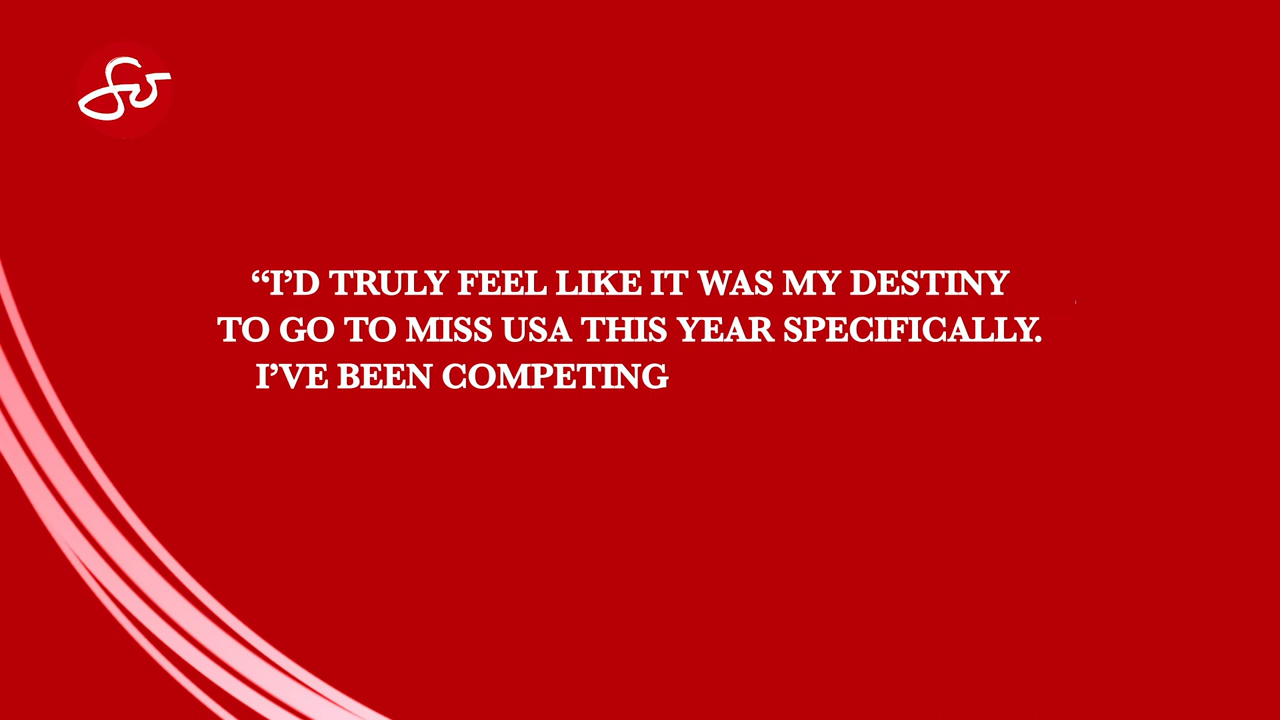 “I’D TRULY FEEL LIKE IT WAS MY DESTINY
TO GO TO MISS USA THIS YEAR SPECIFICALLY.
I’VE BEEN COMPETING